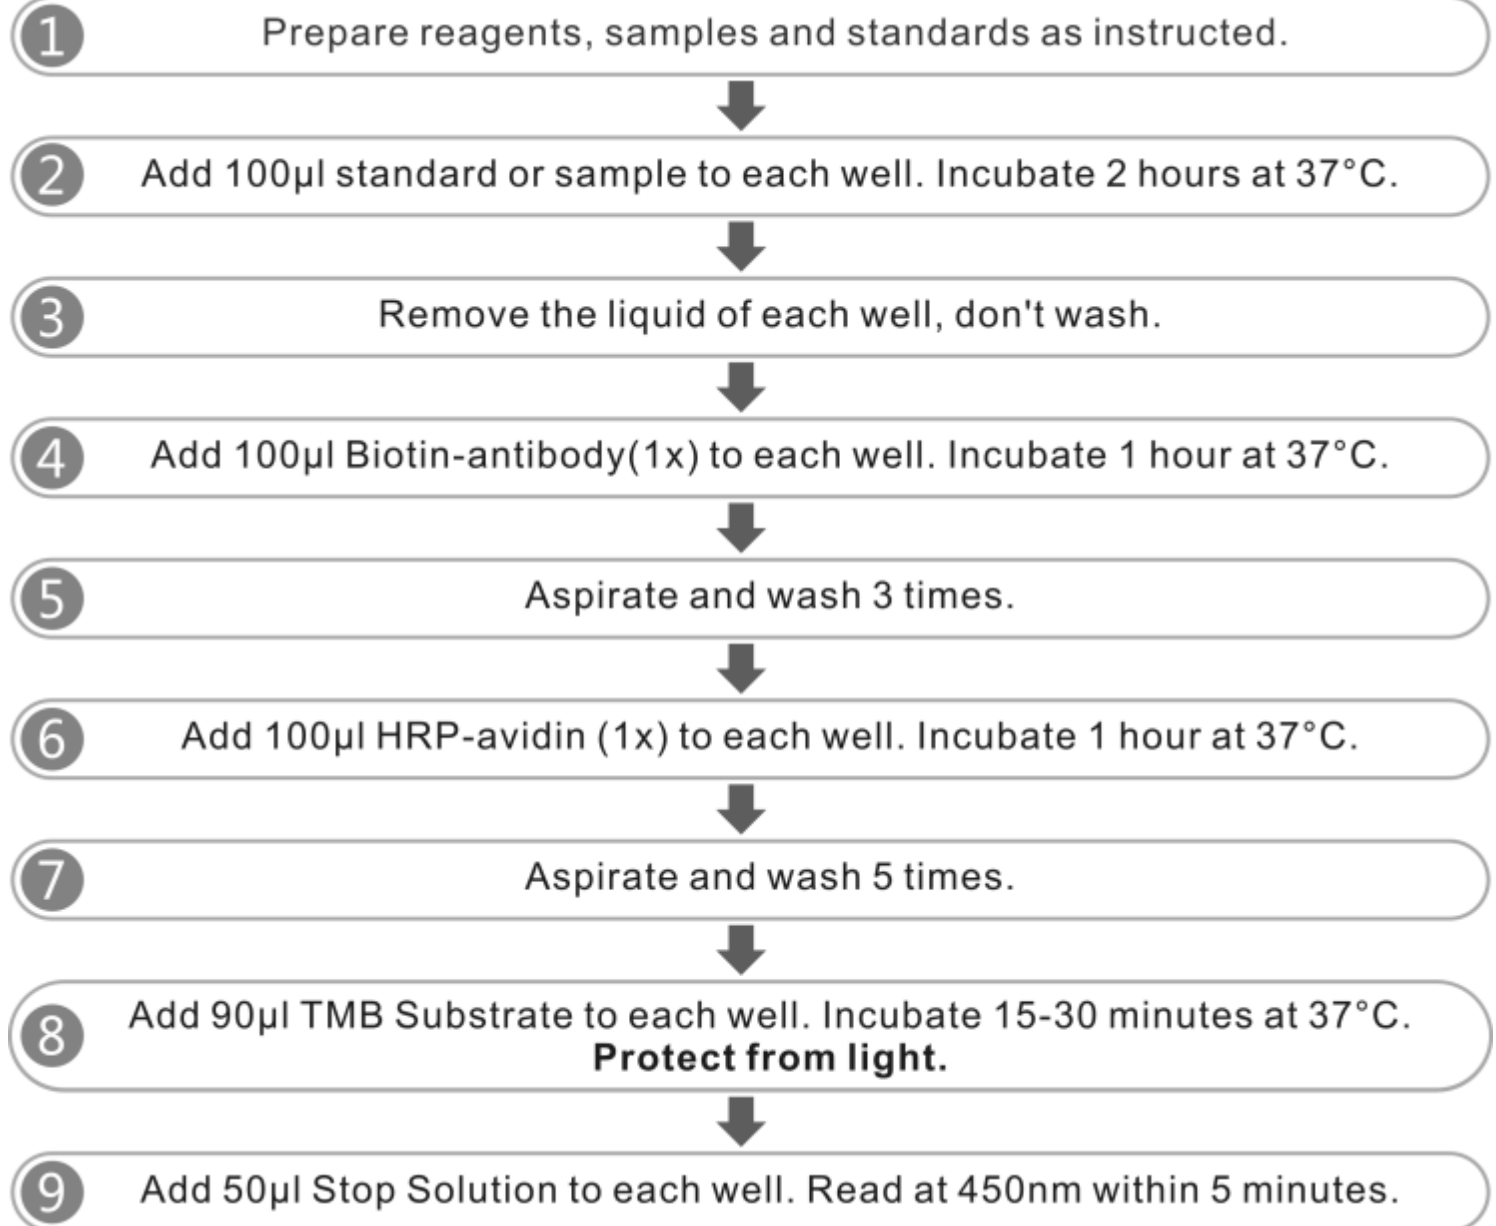 1 Prepare reagents, samples and standards as instructed.
2 Add 100µl standard or sample to each well. Incubate 2 hours at 37°C.
3 Remove the liquid of each well, don't wash.
4 Add 100µl Biotin-antibody(1x) to each well. Incubate 1 hour at 37°C.
5 Aspirate and wash 3 times.
6 Add 100µl HRP-avidin (1x) to each well. Incubate 1 hour at 37°C.
7 Aspirate and wash 5 times.
8 Add 90µl TMB Substrate to each well. Incubate 15-30 minutes at 37°C.
Protect from light.
9 Add 50µl Stop Solution to each well. Read at 450nm within 5 minutes.